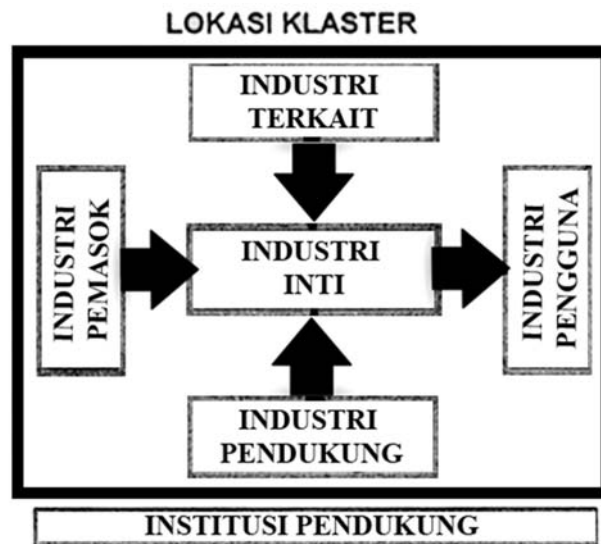 LOKASI KLASTER
INDUSTRI
TERKAIT
INDUSTRI
PEMASOK
INDUSTRI
INTI
INDUSTRI
PENGGUNA
INDUSTRI
PENDUKUNG
INSTITUSI PENDUKUNG